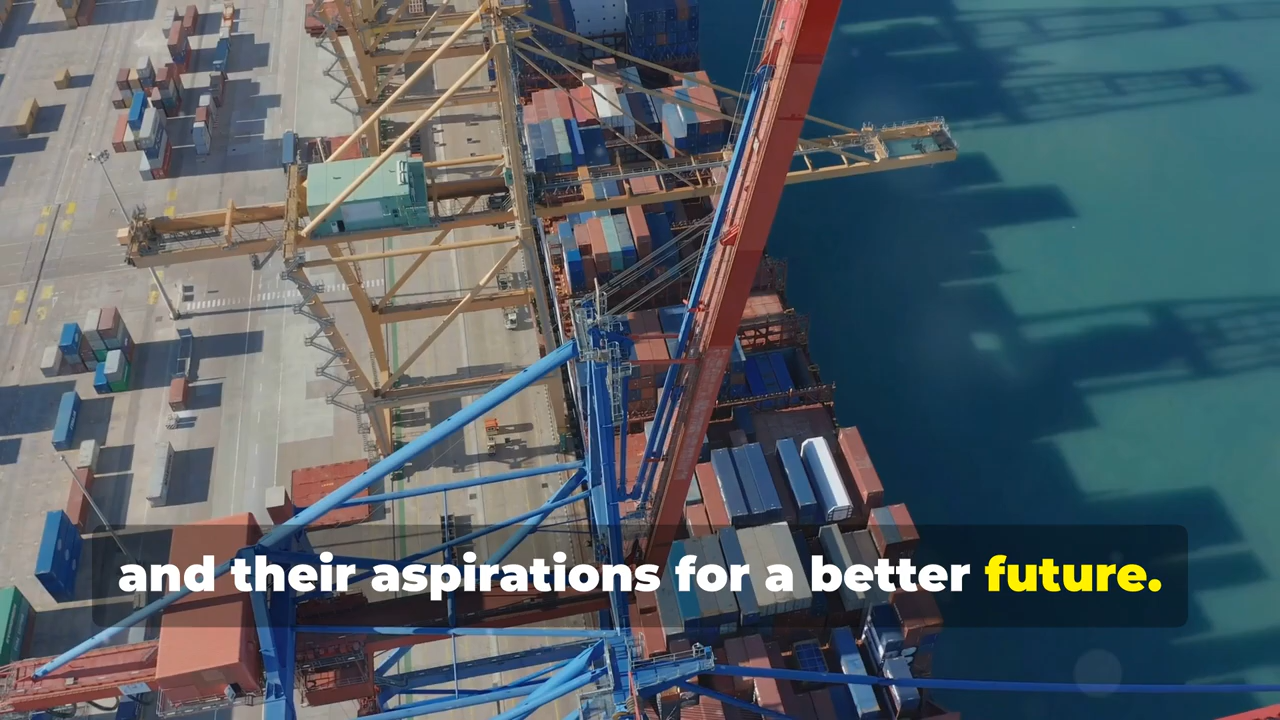 and their aspirations for a better future.